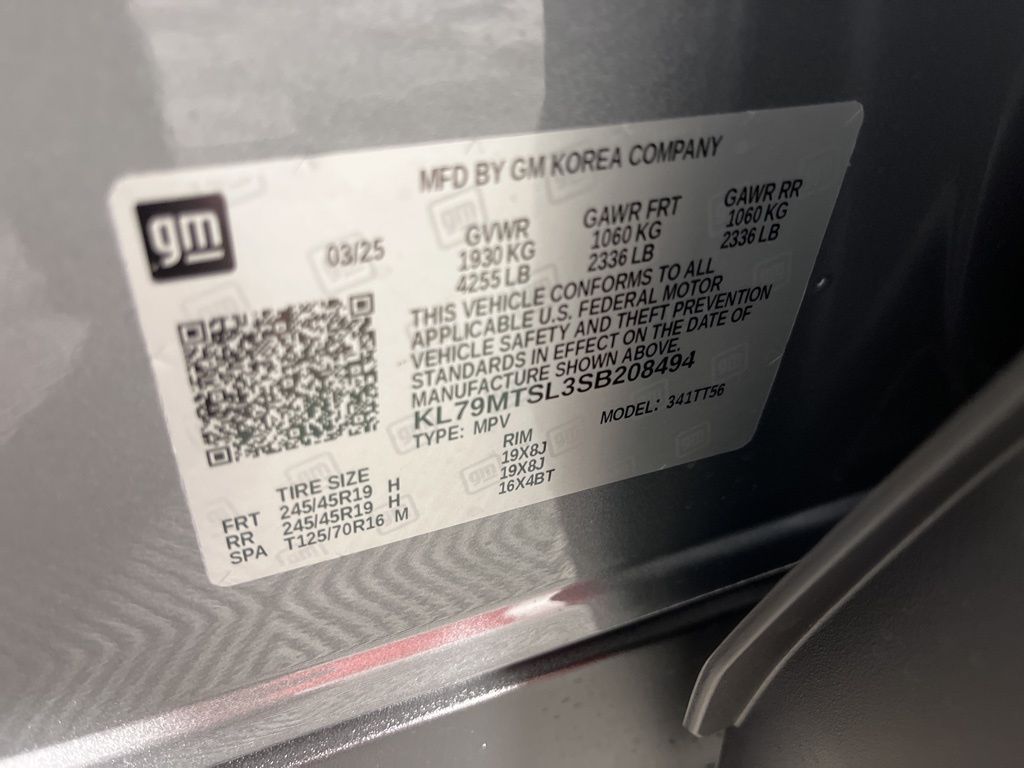 MFD BY GM KOREA COMPANY
gm
03/25
GVWR
1930 KG
4255 LB
GAWR FRT
1060 KG
2336 LB
GAWR RR
1060 KG
2336 LB
THIS VEHICLE CONFORMS TO ALL
APPLICABLE U.S. FEDERAL MOTOR
VEHICLE SAFETY AND THEFT PREVENTION
STANDARDS IN EFFECT ON THE DATE OF
MANUFACTURE SHOWN ABOVE.
KL79MTSL3SB208494
TYPE: MPV
MODEL: 341TT56
TIRE SIZE RIM
FRT 245/45R19 H 19X8J
RR 245/45R19 H 19X8J
SPA T125/70R16 M 16X4BT